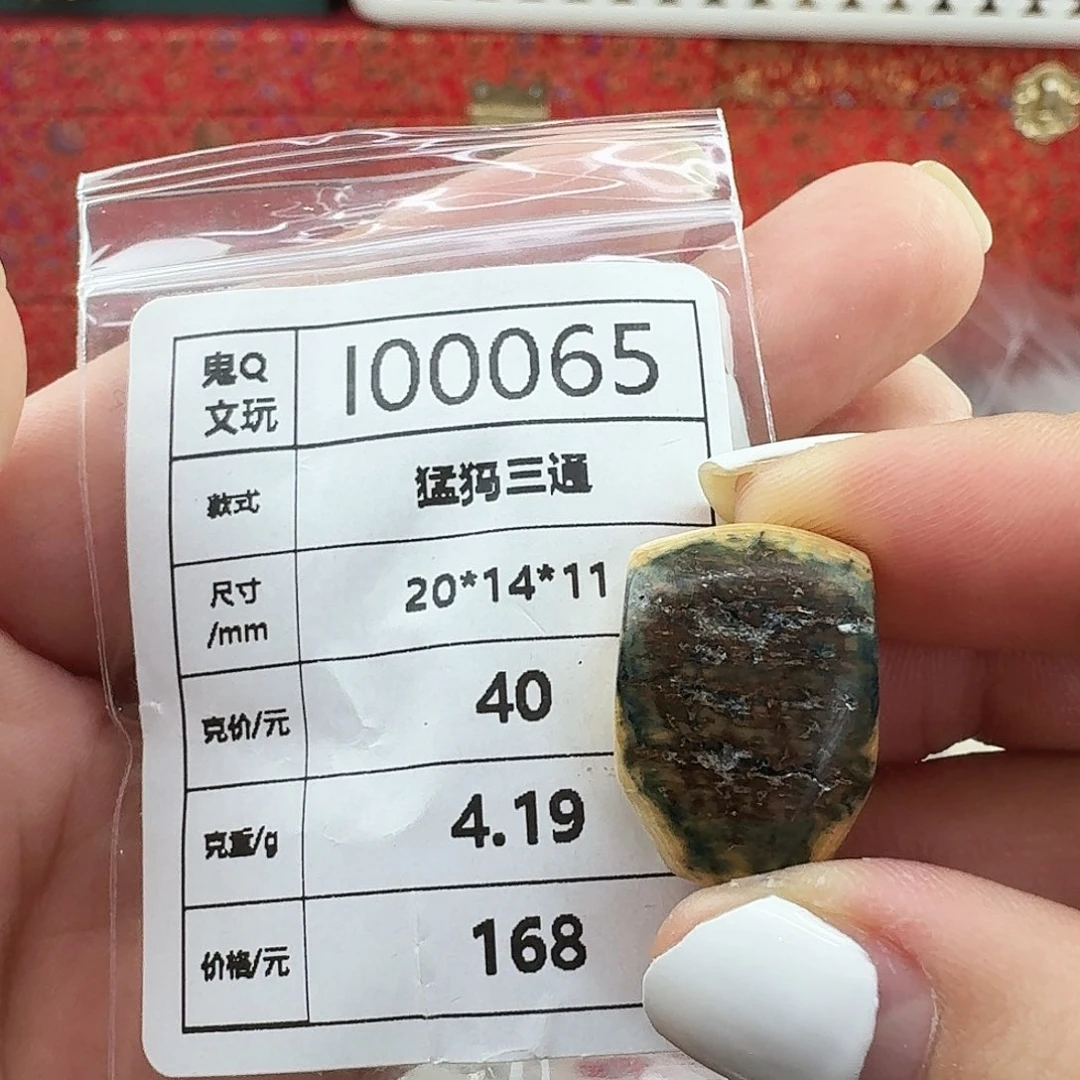 鬼Q
文玩
I00065
款式
猛犸三通
尺寸
/mm
20*14*11
克价/元
40
克重/g
4.19
价格/元
168